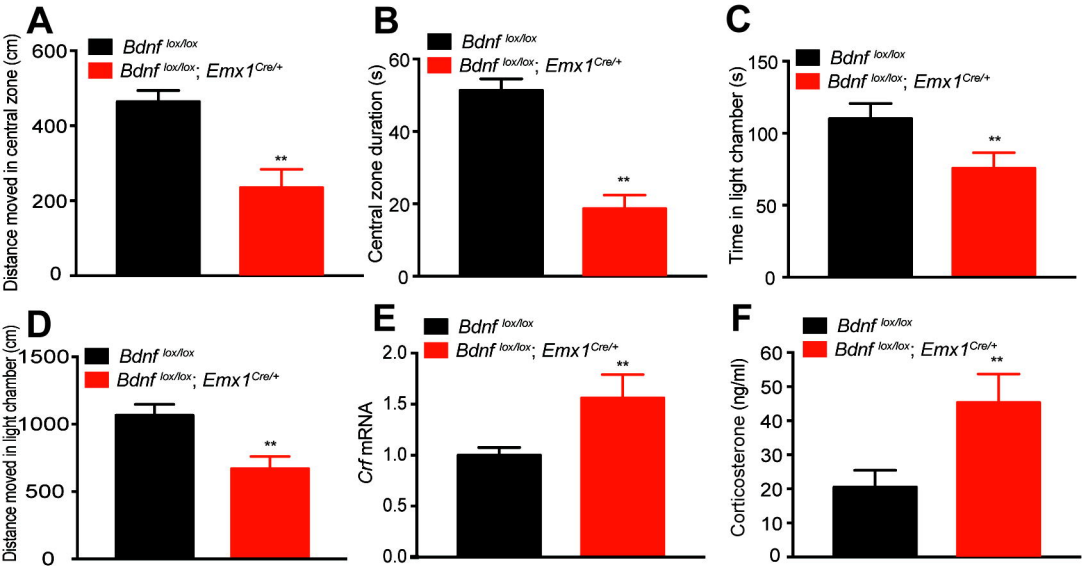 A
Bdnf lox/lox
Bdnf lox/lox; Emx1Cre/+
Distance moved in central zone (cm)
600
400
200
0
**
B
Bdnf lox/lox
Bdnf lox/lox; Emx1Cre/+
Central zone duration (s)
60
40
20
0
**
C
Bdnf lox/lox
Bdnf lox/lox; Emx1Cre/+
Time in light chamber (s)
150
100
50
0
**
D
Bdnf lox/lox
Bdnf lox/lox; Emx1Cre/+
Distance moved in light chamber (cm)
1500
1000
500
0
**
E
Bdnf lox/lox
Bdnf lox/lox; Emx1Cre/+
Crf mRNA
2.0
1.5
1.0
0.5
0.0
**
F
Bdnf lox/lox
Bdnf lox/lox; Emx1Cre/+
Corticosterone (ng/ml)
60
50
40
30
20
10
0
**